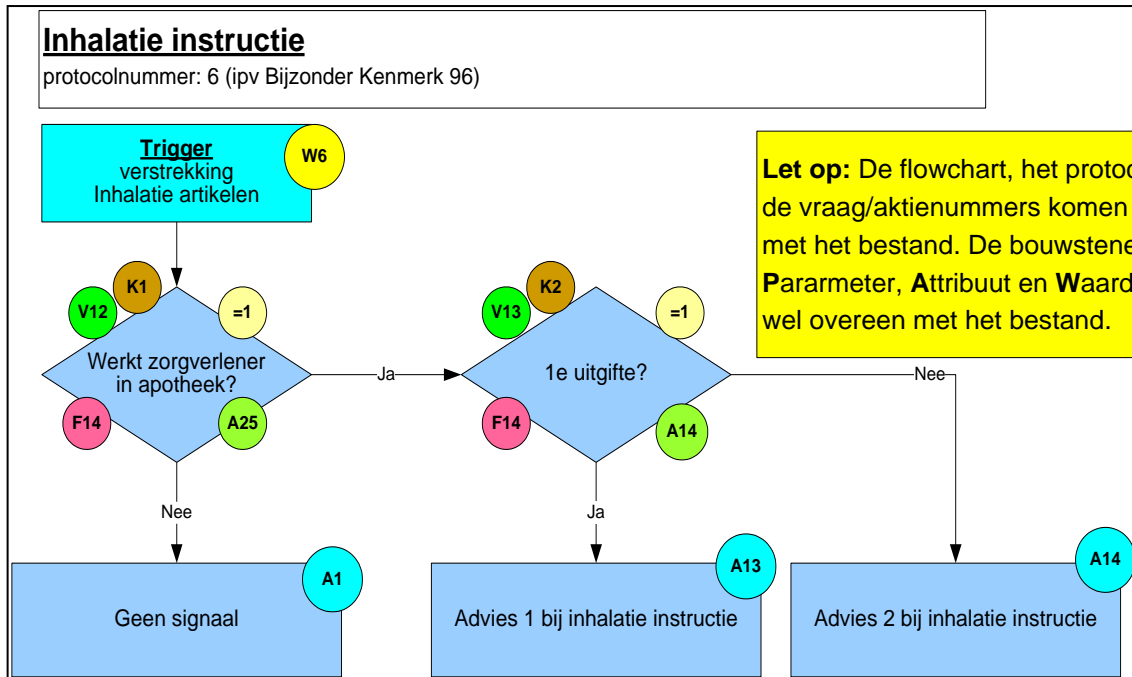 Inhalatie instructie
protocolnummer: 6 (ipv Bijzonder Kenmerk 96)
Trigger
verstrekking
Inhalatie artikelen
W6
Let op: De flowchart, het protoc
de vraag/aktienummers komen
met het bestand. De bouwstene
Pararmeter, Attribuut en Waard
wel overeen met het bestand.
K1
V12
=1
Werkt zorgverlener
in apotheek?
F14
A25
Ja
K2
V13
=1
1e uitgifte?
F14
A14
Nee
Nee
Ja
A1
Geen signaal
A13
Advies 1 bij inhalatie instructie
A14
Advies 2 bij inhalatie instructie